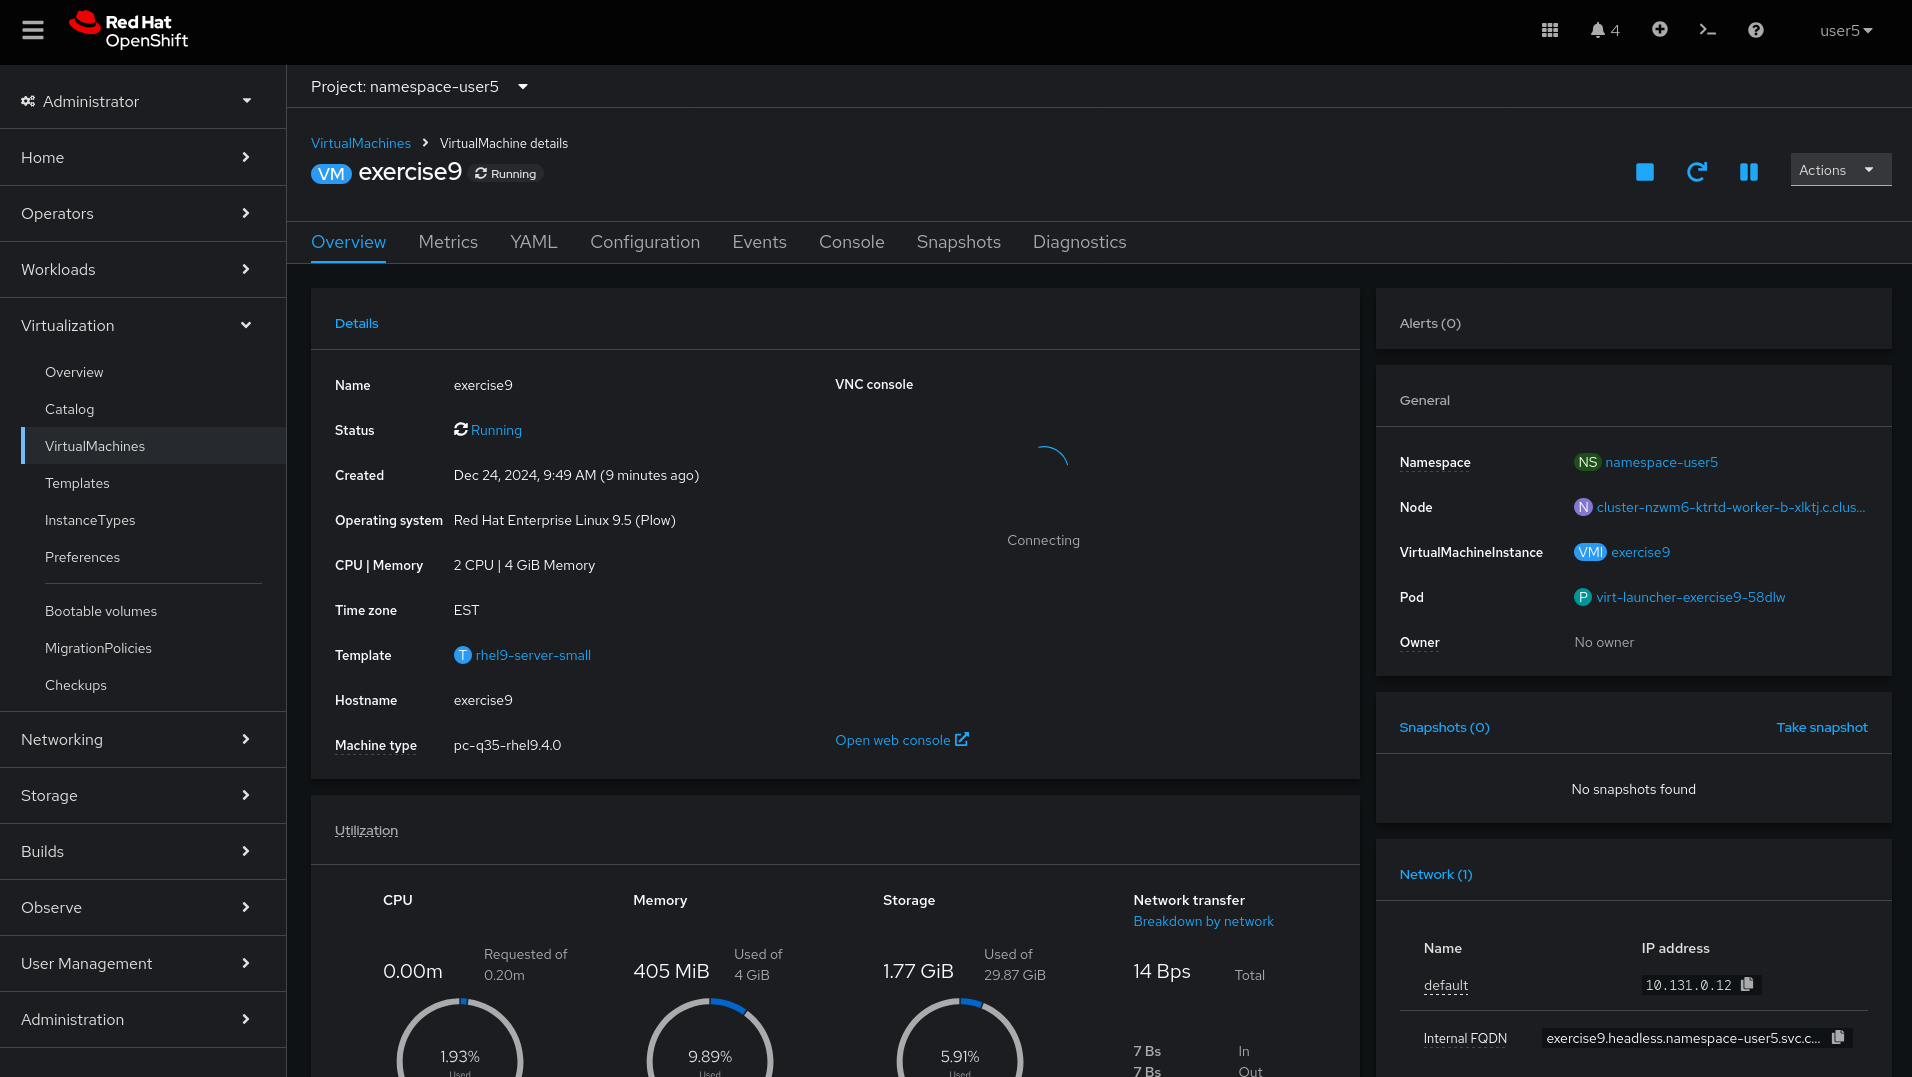 Red Hat
OpenShift
4
user5
Administrator
Home
Operators
Workloads
Virtualization
Overview
Catalog
VirtualMachines
Templates
InstanceTypes
Preferences
Bootable volumes
MigrationPolicies
Checkups
Networking
Storage
Builds
Observe
User Management
Administration
Project: namespace-user5
VirtualMachines > VirtualMachine details
VM exercise9 Running
Actions
Overview Metrics YAML Configuration Events Console Snapshots Diagnostics
Details
Name exercise9
Status Running
Created Dec 24, 2024, 9:49 AM (9 minutes ago)
Operating system Red Hat Enterprise Linux 9.5 (Plow)
CPU | Memory 2 CPU | 4 GiB Memory
Time zone EST
Template T rhel9-server-small
Hostname exercise9
Machine type pc-q35-rhel9.4.0
VNC console
Connecting
Open web console
Utilization
CPU
0.00m
Requested of
0.20m
1.93%
Used
Memory
405 MiB
Used of
4 GiB
9.89%
Used
Storage
1.77 GiB
Used of
29.87 GiB
5.91%
Used
Network transfer
Breakdown by network
14 Bps Total
7 Bs In
7 Bs Out
Alerts (0)
General
Namespace NS namespace-user5
Node N cluster-nzwm6-ktrtd-worker-b-xlktj.c.clus...
VirtualMachineInstance VMI exercise9
Pod P virt-launcher-exercise9-58dlw
Owner No owner
Snapshots (0) Take snapshot
No snapshots found
Network (1)
Name IP address
default 10.131.0.12
Internal FQDN exercise9.headless.namespace-user5.svc.c...